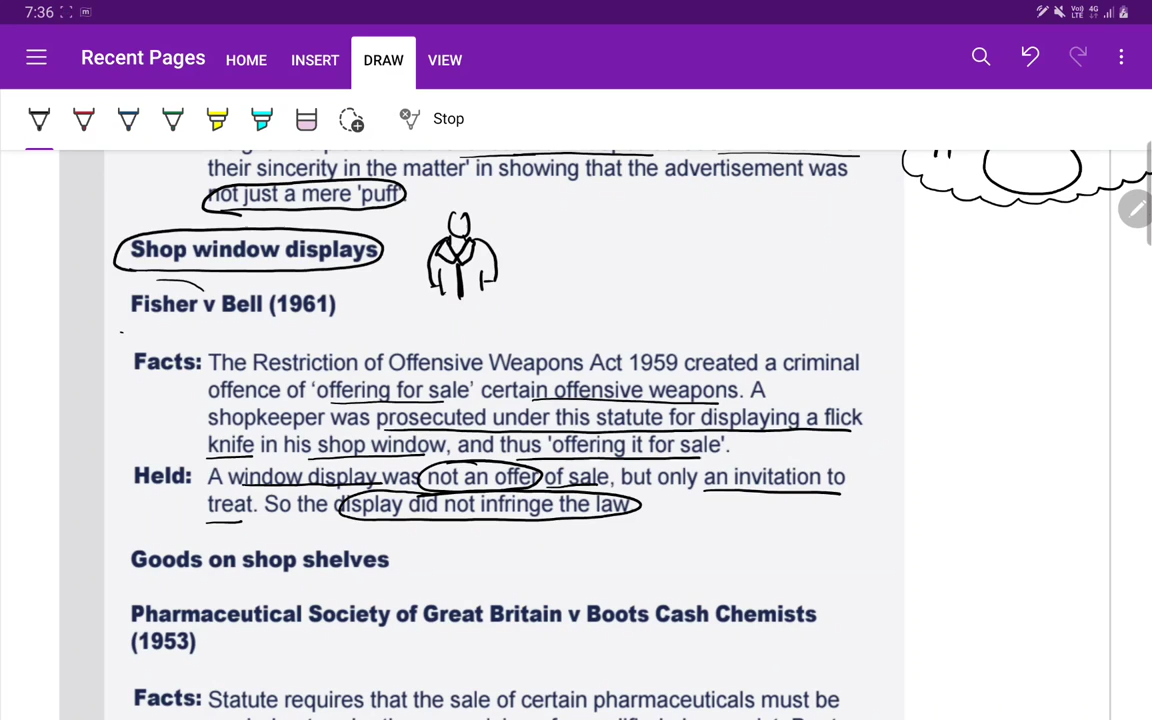 7:36
Vo)) LTE 4G
Recent Pages HOME INSERT DRAW VIEW
Stop
their sincerity in the matter' in showing that the advertisement was
not just a mere 'puff'.
Shop window displays
Fisher v Bell (1961)
Facts: The Restriction of Offensive Weapons Act 1959 created a criminal
offence of ‘offering for sale’ certain offensive weapons. A
shopkeeper was prosecuted under this statute for displaying a flick
knife in his shop window, and thus 'offering it for sale'.
Held: A window display was not an offer of sale, but only an invitation to
treat. So the display did not infringe the law
Goods on shop shelves
Pharmaceutical Society of Great Britain v Boots Cash Chemists
(1953)
Facts: Statute requires that the sale of certain pharmaceuticals must be